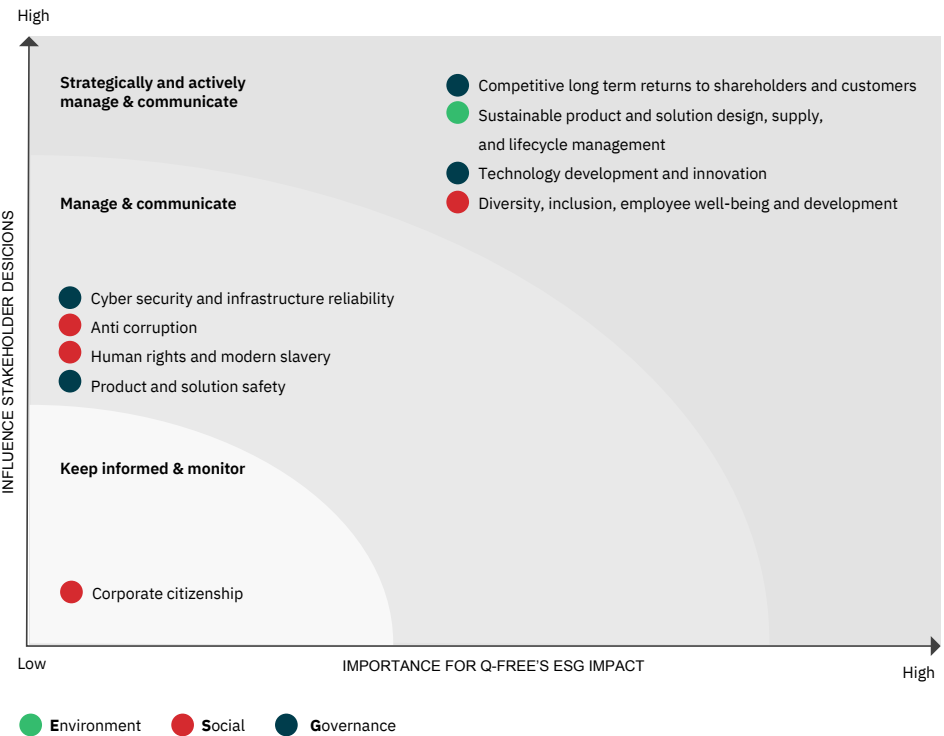 High
Strategically and actively
manage & communicate
Competitive long term returns to shareholders and customers
Sustainable product and solution design, supply,
and lifecycle management
Technology development and innovation
Diversity, inclusion, employee well-being and development
Manage & communicate
Cyber security and infrastructure reliability
Anti corruption
Human rights and modern slavery
Product and solution safety
INFLUENCE STAKEHOLDER DESICIONS
Keep informed & monitor
Corporate citizenship
Low
IMPORTANCE FOR Q-FREE'S ESG IMPACT
High
Environment
Social
Governance